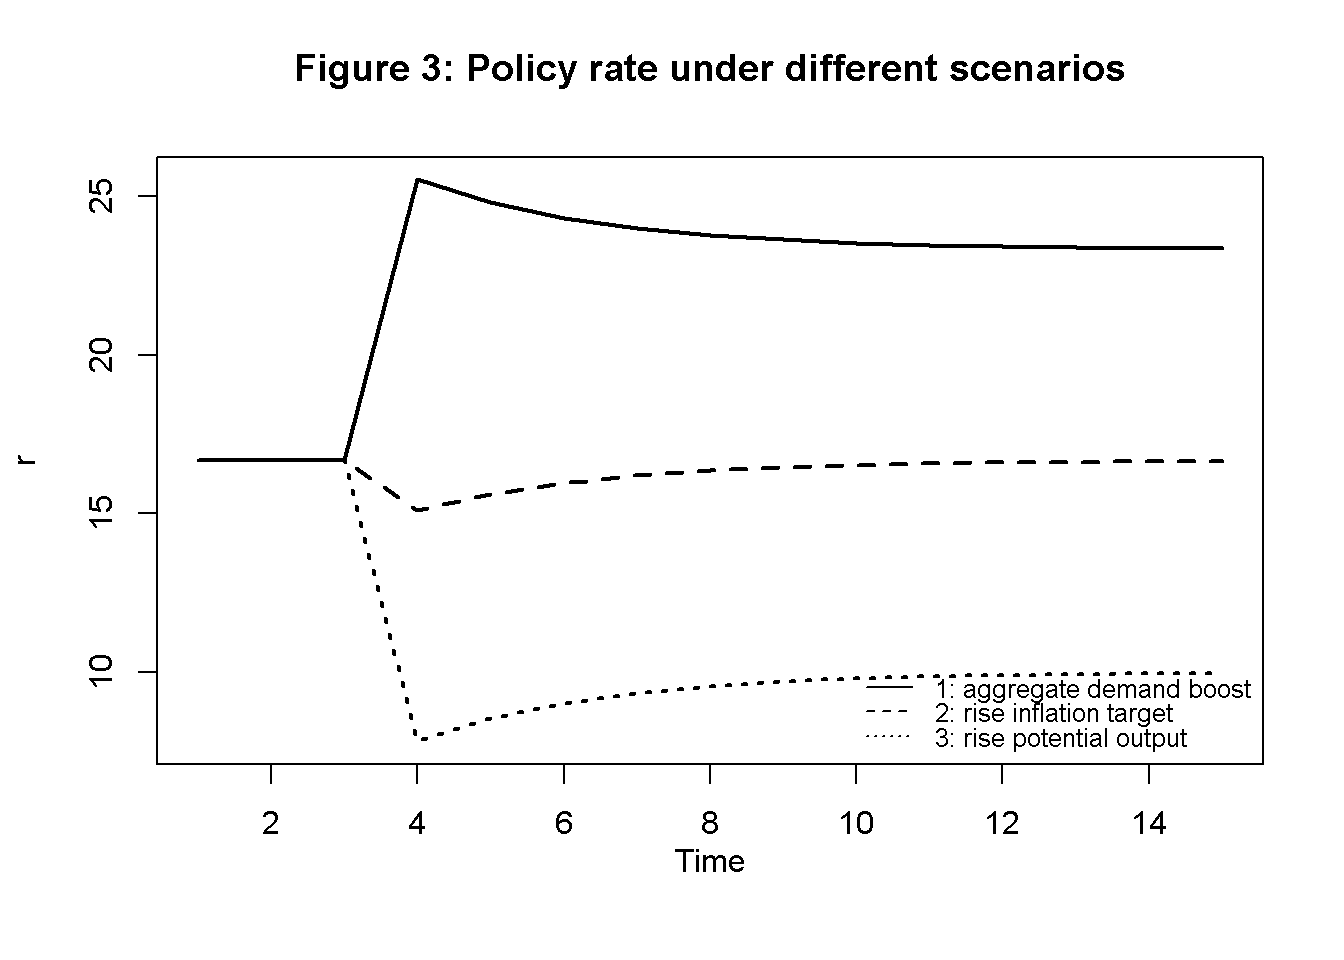 Figure 3: Policy rate under different scenarios
25
20
15
10
r
1: aggregate demand boost
2: rise inflation target
3: rise potential output
2 4 6 8 10 12 14
Time